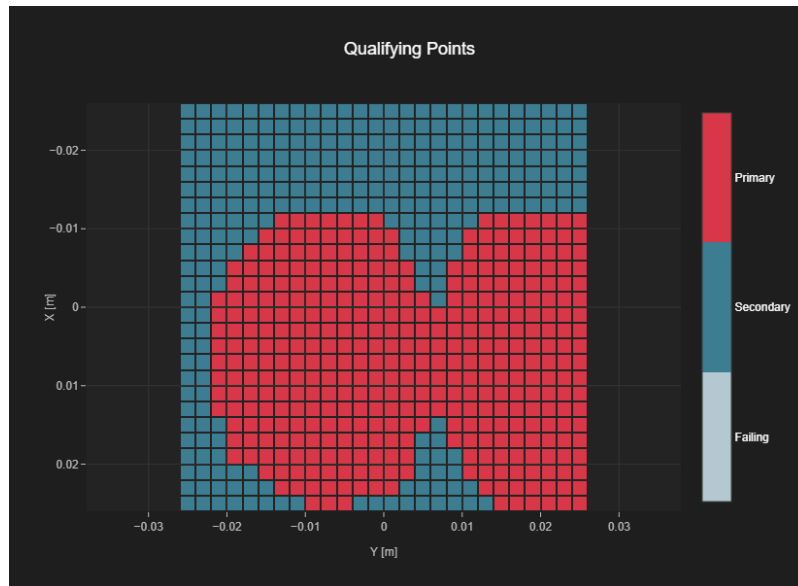 Qualifying Points
Primary
Secondary
Failing
−0.02
−0.01
0
0.01
0.02
X [m]
−0.03
−0.02
−0.01
0
0.01
0.02
0.03
Y [m]